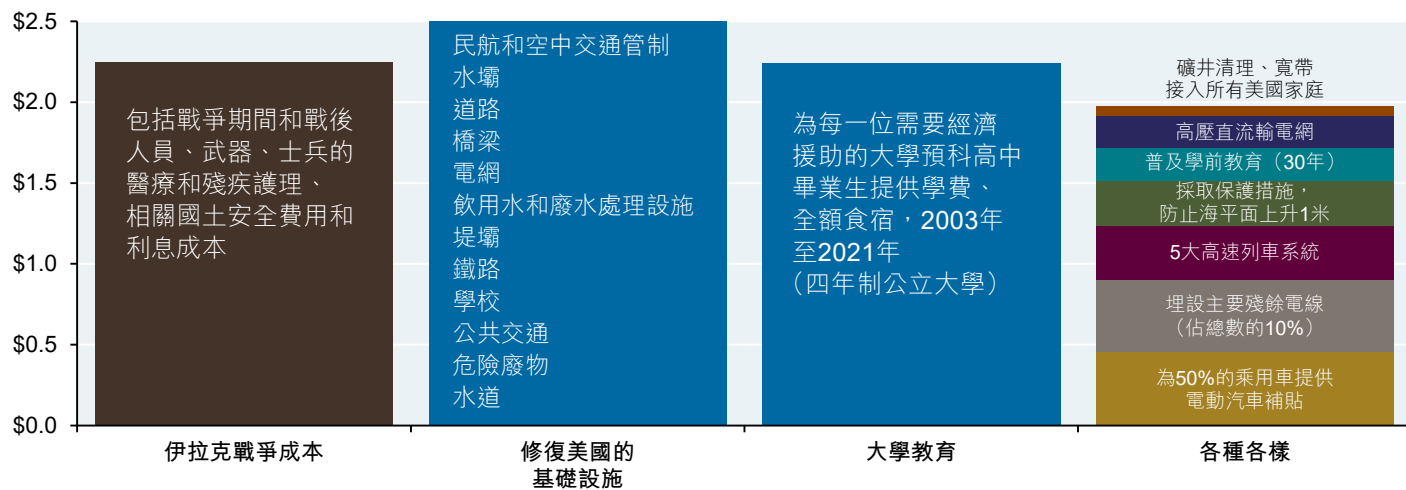 $2.5
$2.0
$1.5
$1.0
$0.5
$0.0
包括戰爭期間和戰後
人員、武器、士兵的
醫療和殘疾護理、
相關國土安全費用和
利息成本
民航和空中交通管制
水壩
道路
橋梁
電網
飲用水和廢水處理設施
堤壩
鐵路
學校
公共交通
危險廢物
水道
為每一位需要經濟
援助的大學預科高中
畢業生提供學費、
全額食宿，2003年
至2021年
（四年制公立大學）
礦井清理、寬帶
接入所有美國家庭
高壓直流輸電網
普及學前教育（30年）
採取保護措施，
防止海平面上升1米
5大高速列車系統
埋設主要殘餘電線
（佔總數的10%）
為50%的乘用車提供
電動汽車補貼
伊拉克戰爭成本
修復美國的
基礎設施
大學教育
各種各樣